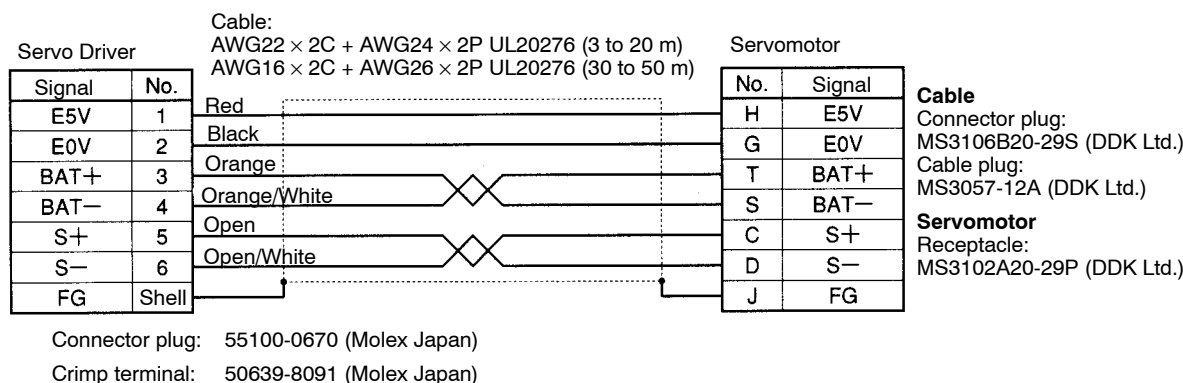 Cable:
AWG22 × 2C + AWG24 × 2P UL20276 (3 to 20 m)
AWG16 × 2C + AWG26 × 2P UL20276 (30 to 50 m)
Servo Driver
Servomotor
Signal No.
E5V 1
E0V 2
BAT+ 3
BAT− 4
S+ 5
S− 6
FG Shell
Red
Black
Orange
Orange/White
Open
Open/White
No. Signal
H E5V
G E0V
T BAT+
S BAT−
C S+
D S−
J FG
Cable
Connector plug:
MS3106B20-29S (DDK Ltd.)
Cable plug:
MS3057-12A (DDK Ltd.)
Servomotor
Receptacle:
MS3102A20-29P (DDK Ltd.)
Connector plug: 55100-0670 (Molex Japan)
Crimp terminal: 50639-8091 (Molex Japan)